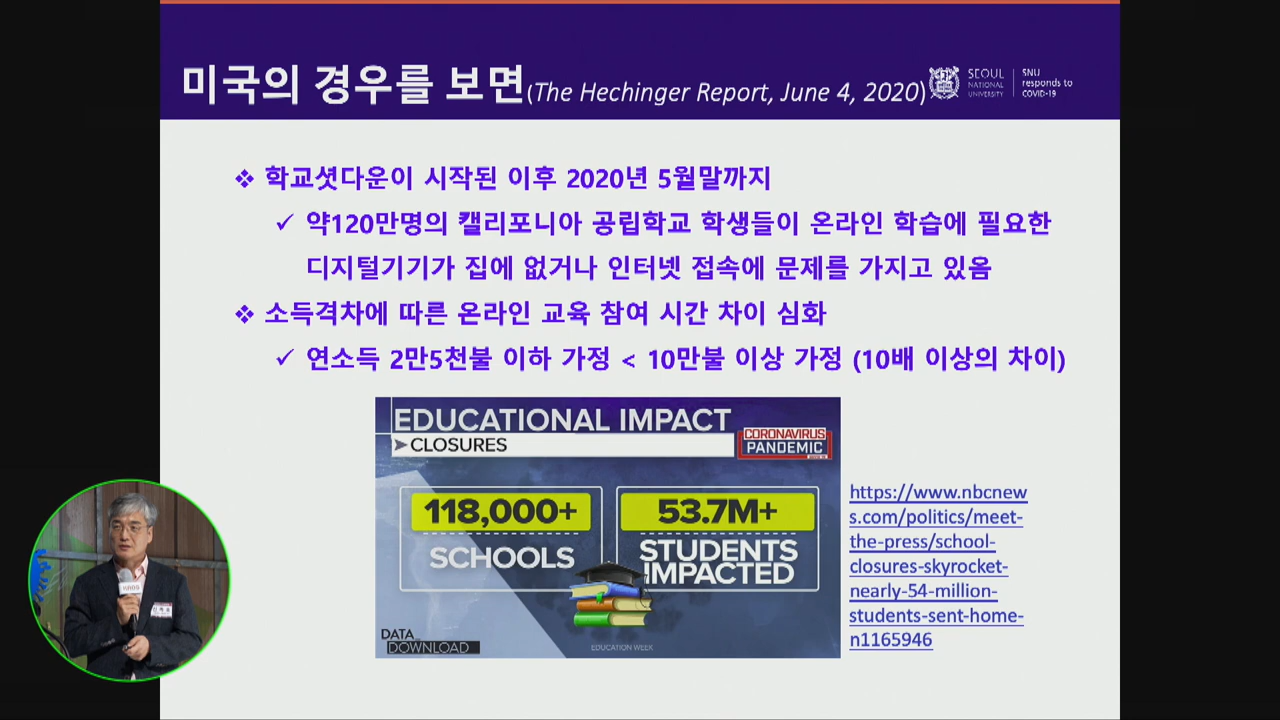 미국의 경우를 보면(The Hechinger Report, June 4, 2020)
SEOUL
NATIONAL
UNIVERSITY
SNU
responds to
COVID-19
❖ 학교셧다운이 시작된 이후 2020년 5월말까지
✓ 약120만명의 캘리포니아 공립학교 학생들이 온라인 학습에 필요한
디지털기기가 집에 없거나 인터넷 접속에 문제를 가지고 있옴
❖ 소득격차에 따른 온라인 교육 참여 시간 차이 심화
✓ 연소득 2만5천불 이하 가정 < 10만불 이상 가정 (10배 이상의 차이)
EDUCATIONAL IMPACT
➤CLOSURES
CORONAVIRUS
PANDEMIC
118,000+
SCHOOLS
53.7M+
STUDENTS
IMPACTED
DATA
DOWNLOAD
EDUCATION WEEK
https://www.nbcnew
s.com/politics/meet-
the-press/school-
closures-skyrocket-
nearly-54-million-
students-sent-home-
n1165946